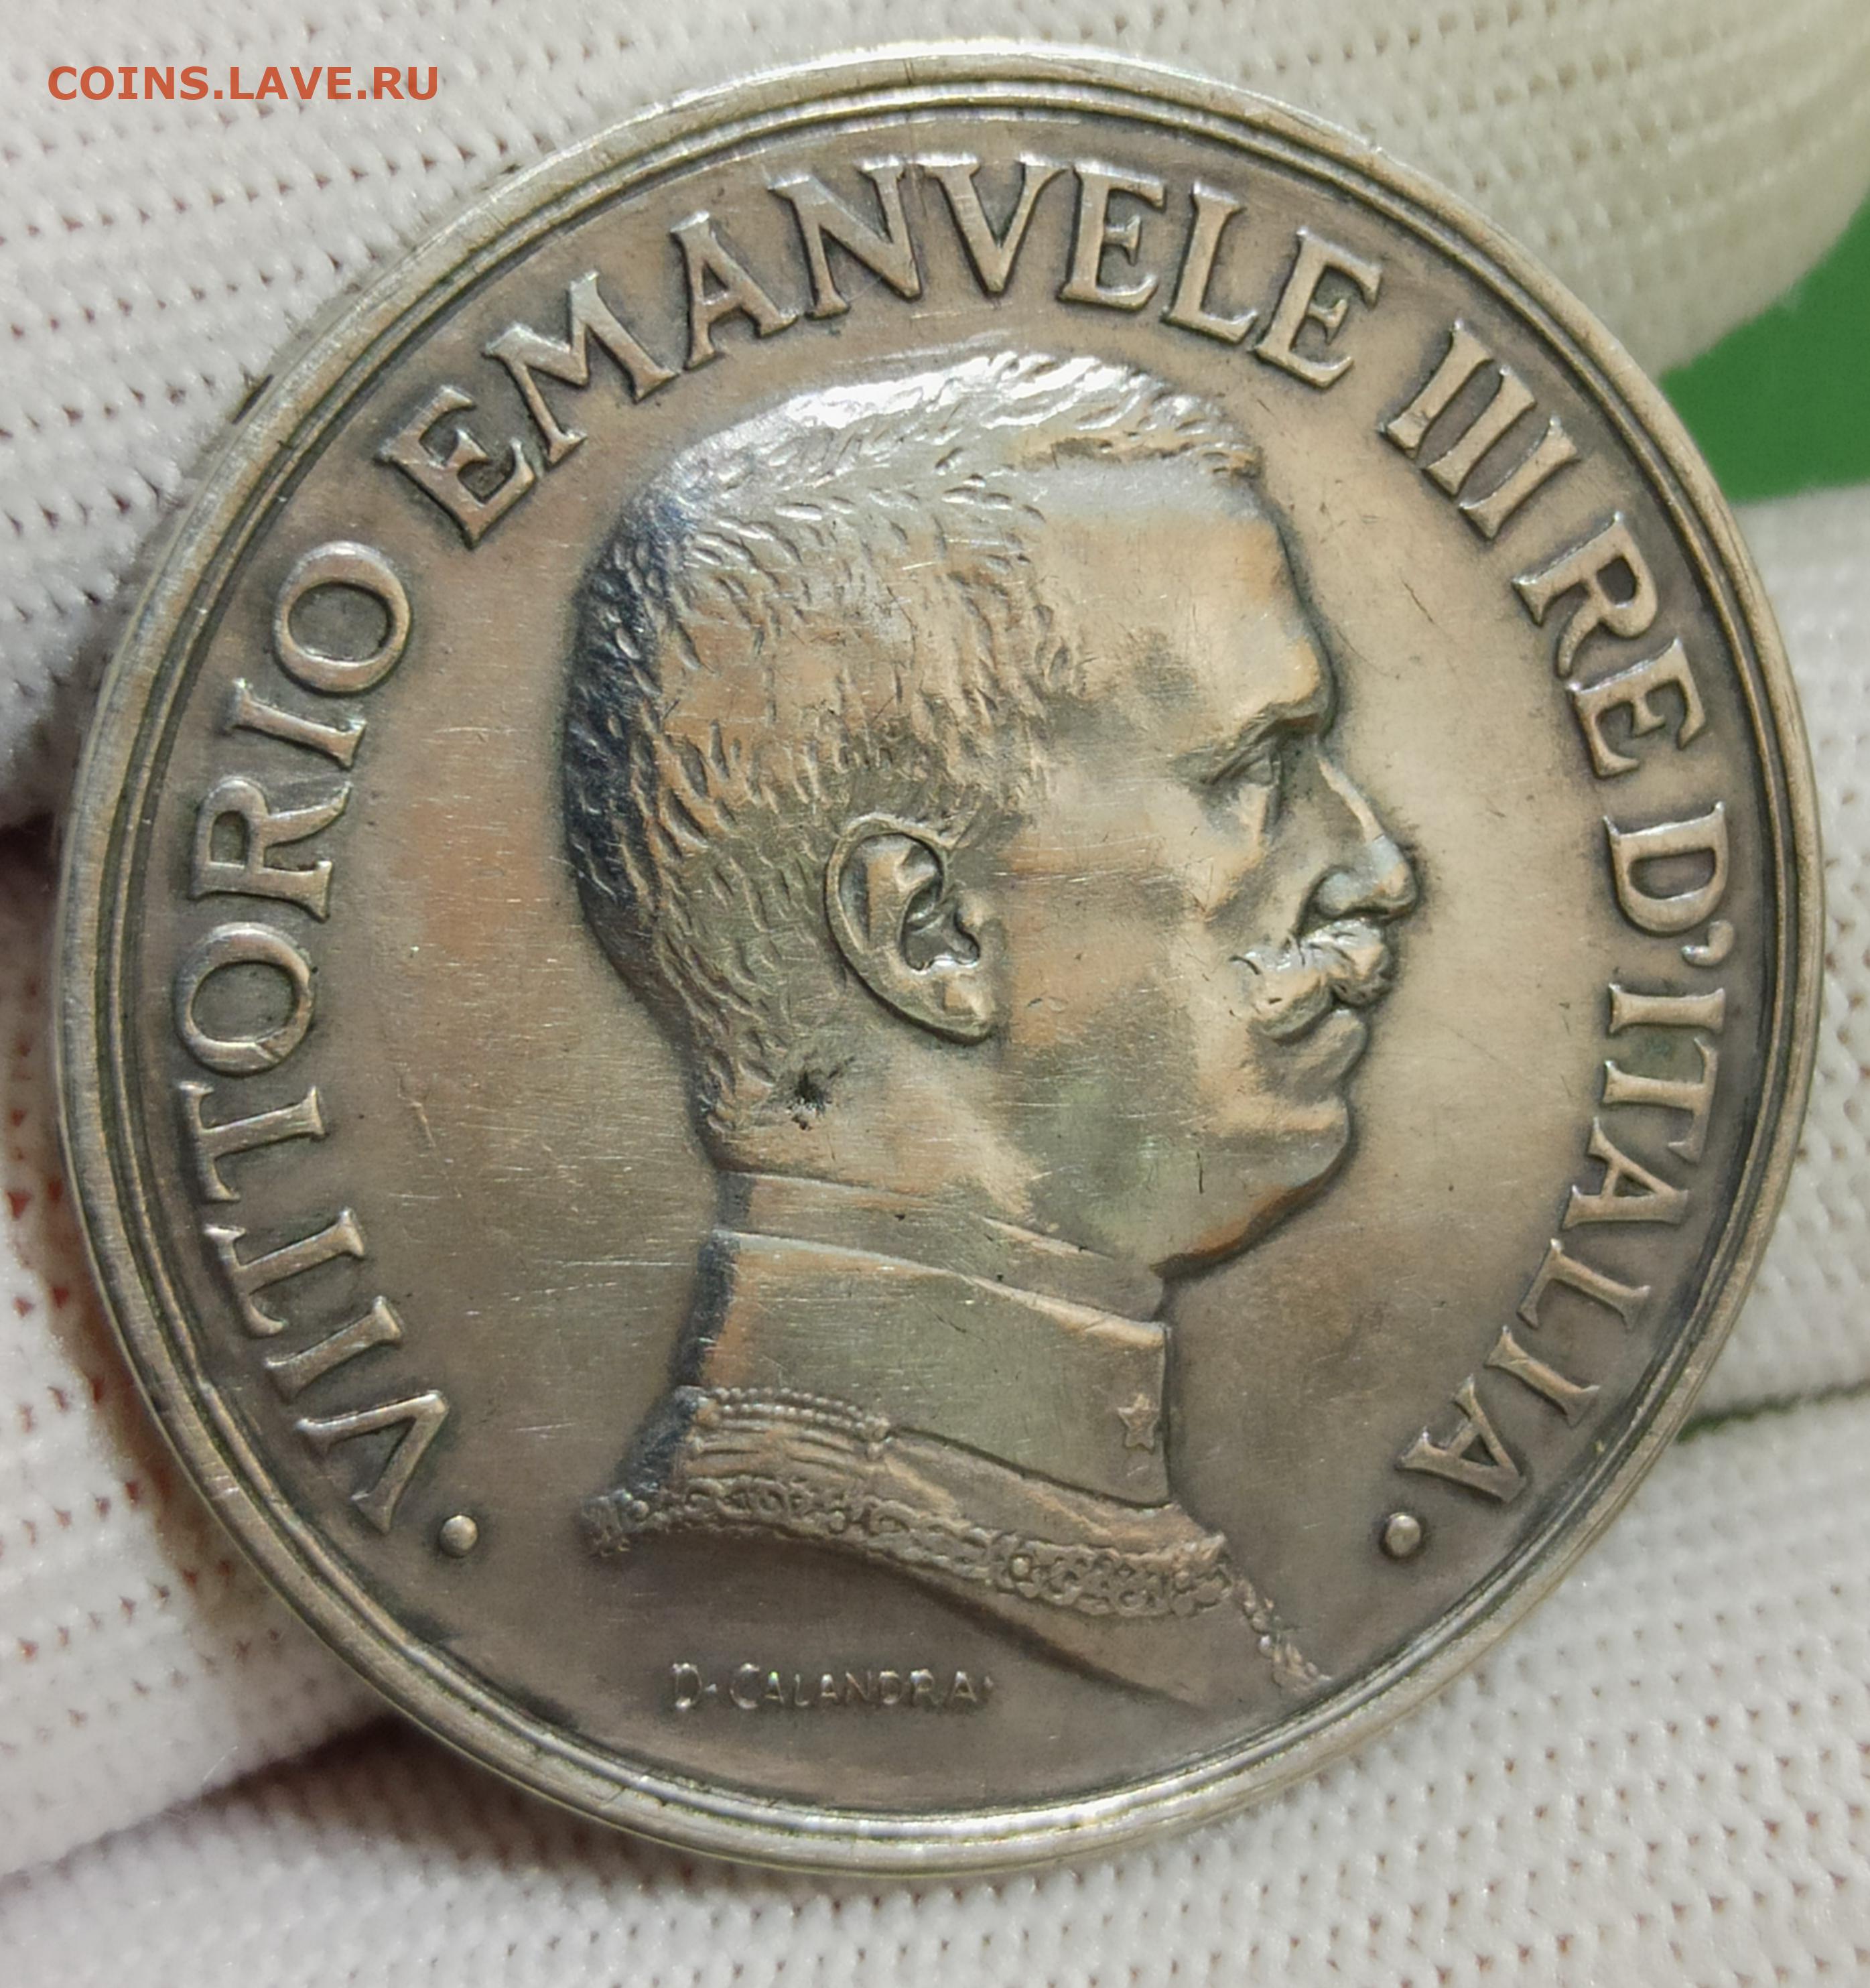 COINS.LAVE.RU
· VITTORIO EMANVELE III RE D'ITALIA ·
D· CALANDRA·